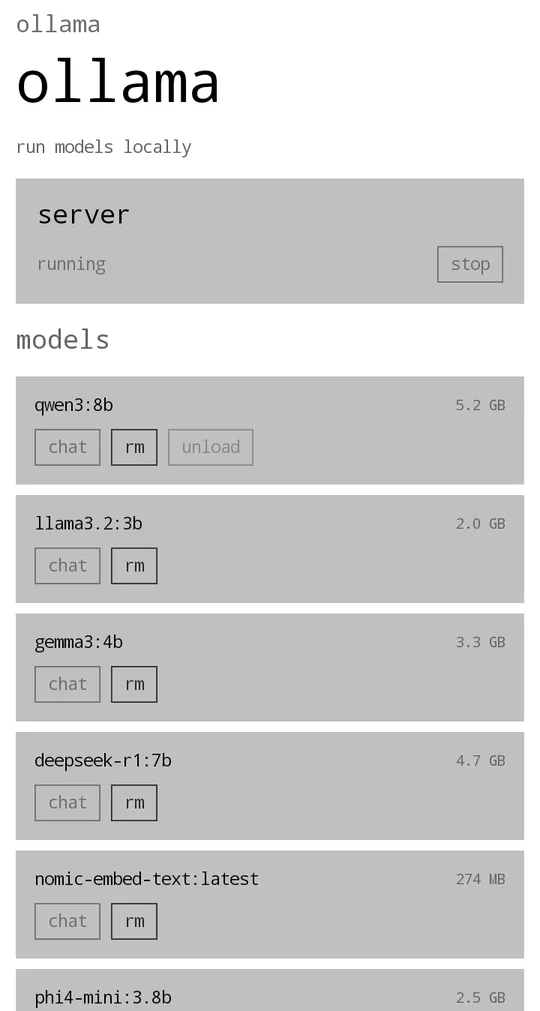 ollama
ollama
run models locally
server
running stop
models
qwen3:8b 5.2 GB
chat rm unload
llama3.2:3b 2.0 GB
chat rm
gemma3:4b 3.3 GB
chat rm
deepseek-r1:7b 4.7 GB
chat rm
nomic-embed-text:latest 274 MB
chat rm
phi4-mini:3.8b 2.5 GB